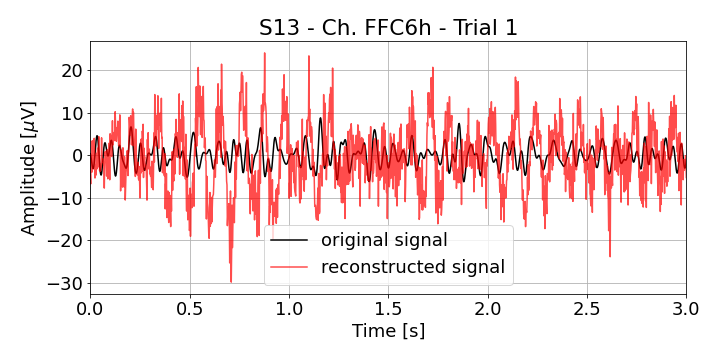 S13 - Ch. FFC6h - Trial 1
Amplitude [μV]
20
10
0
−10
−20
−30
original signal
reconstructed signal
0.0 0.5 1.0 1.5 2.0 2.5 3.0
Time [s]